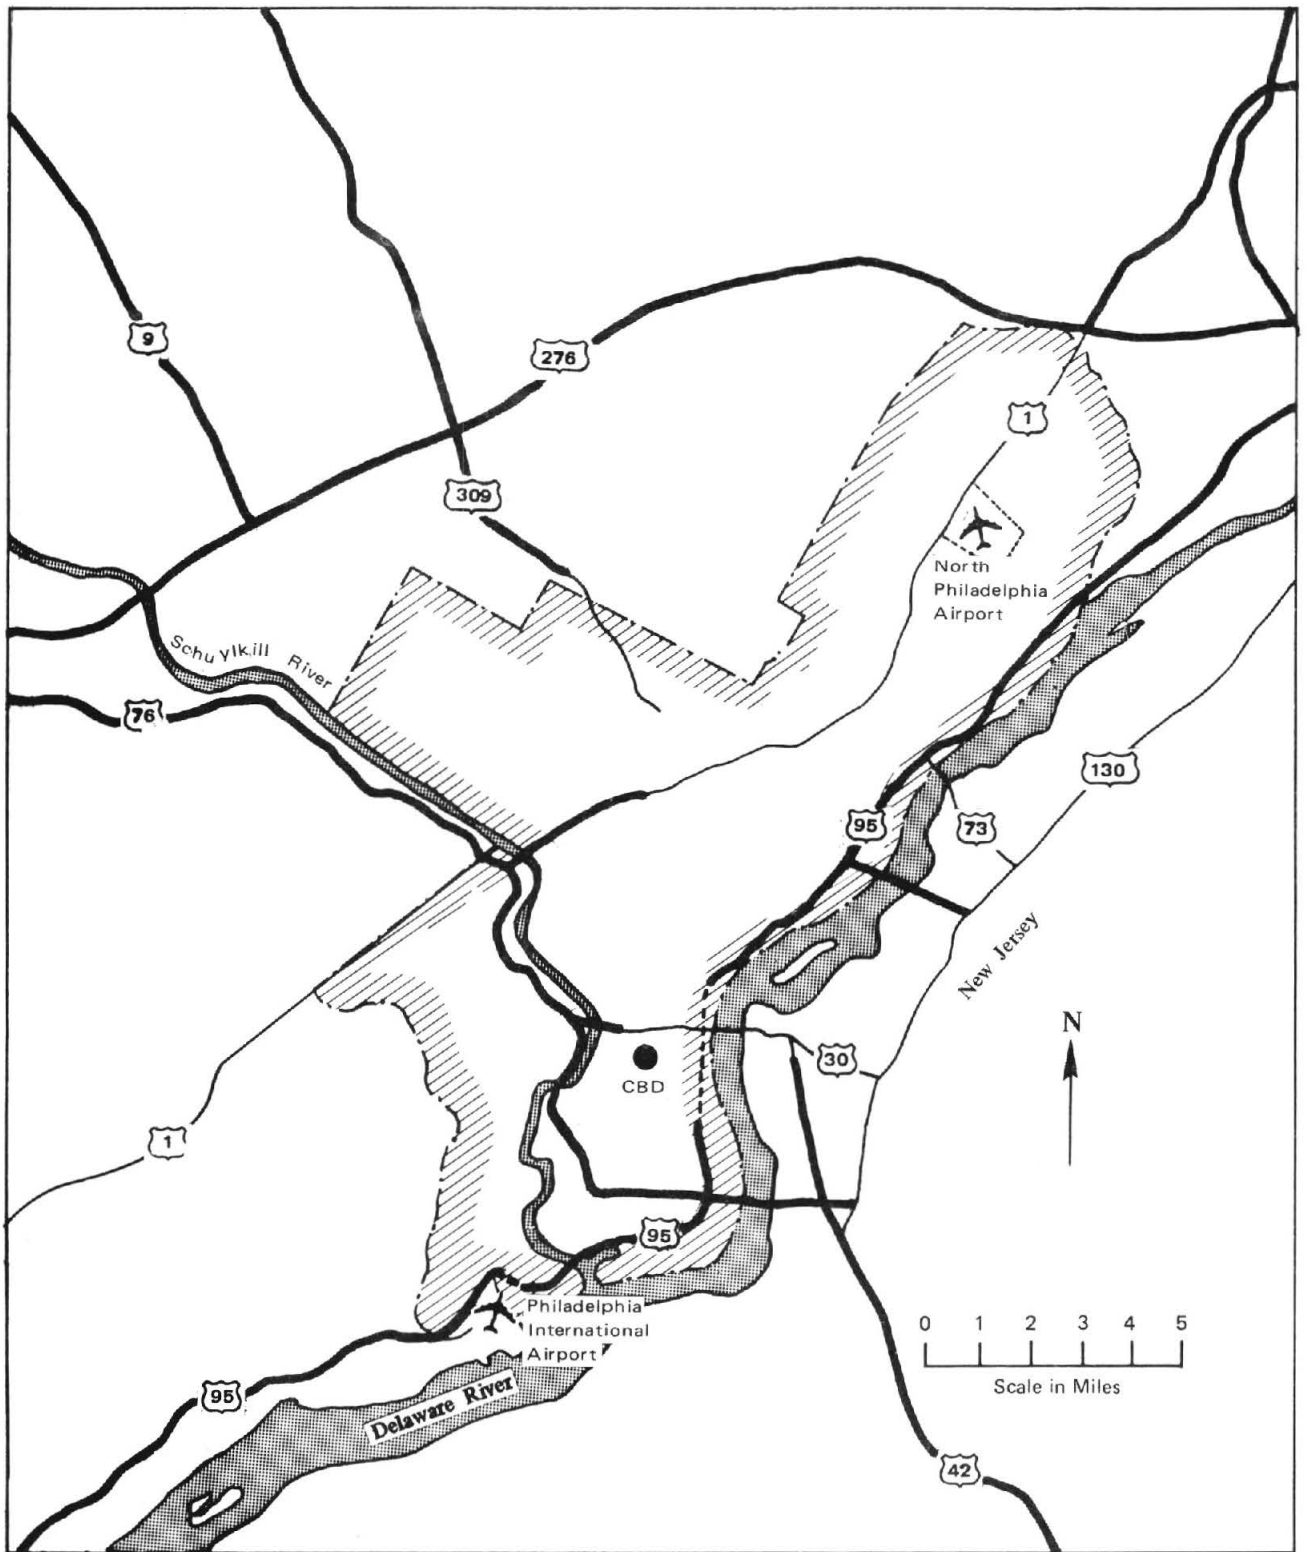 9
276
1
309
North
Philadelphia
Airport
Schuylkill River
76
130
95
73
New Jersey
N
30
CBD
1
95
Philadelphia
International
Airport
0 1 2 3 4 5
Scale in Miles
95
Delaware River
42